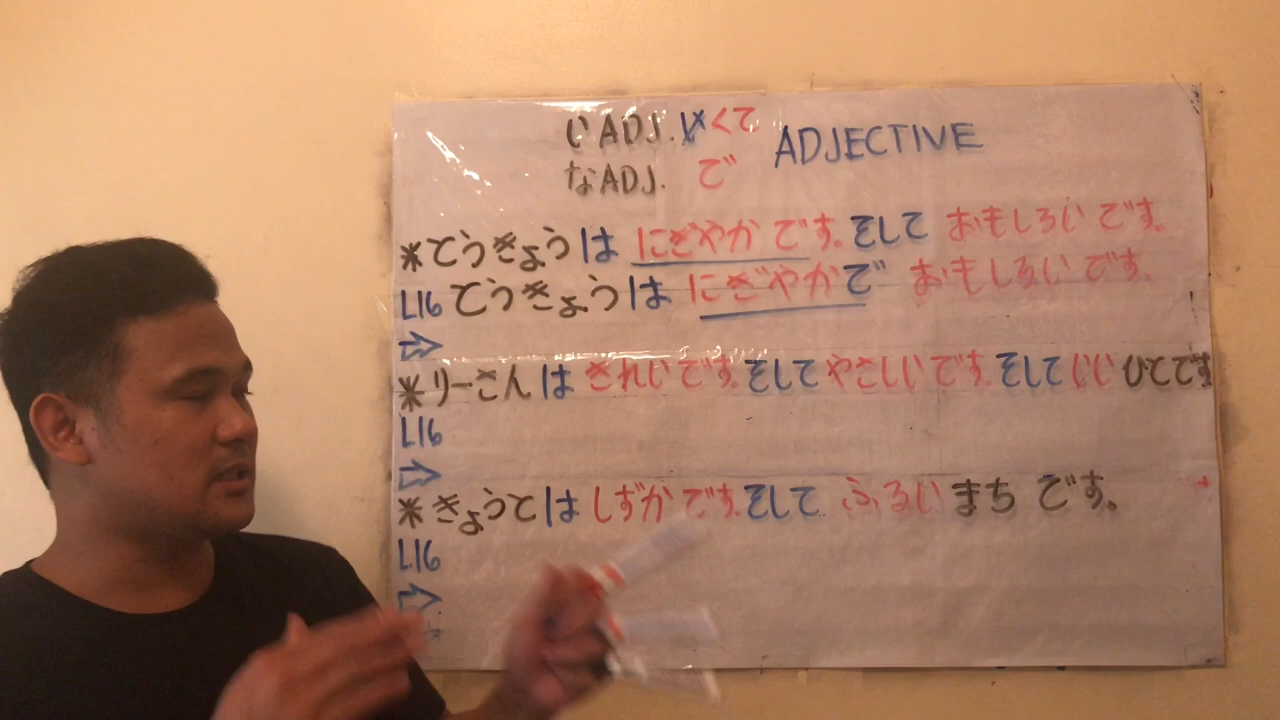 いADJ. いくて
なADJ. で
ADJECTIVE
*とうきょうは にぎやかです。そして おもしろいです。
L16 とうきょうは にぎやかで おもしろいです。
⇒
*リーさんは きれいです。そして やさしいです。そして いい ひとです
L16
⇒
*きょうとは しずかです。そして ふるい まち です。
L16
⇒